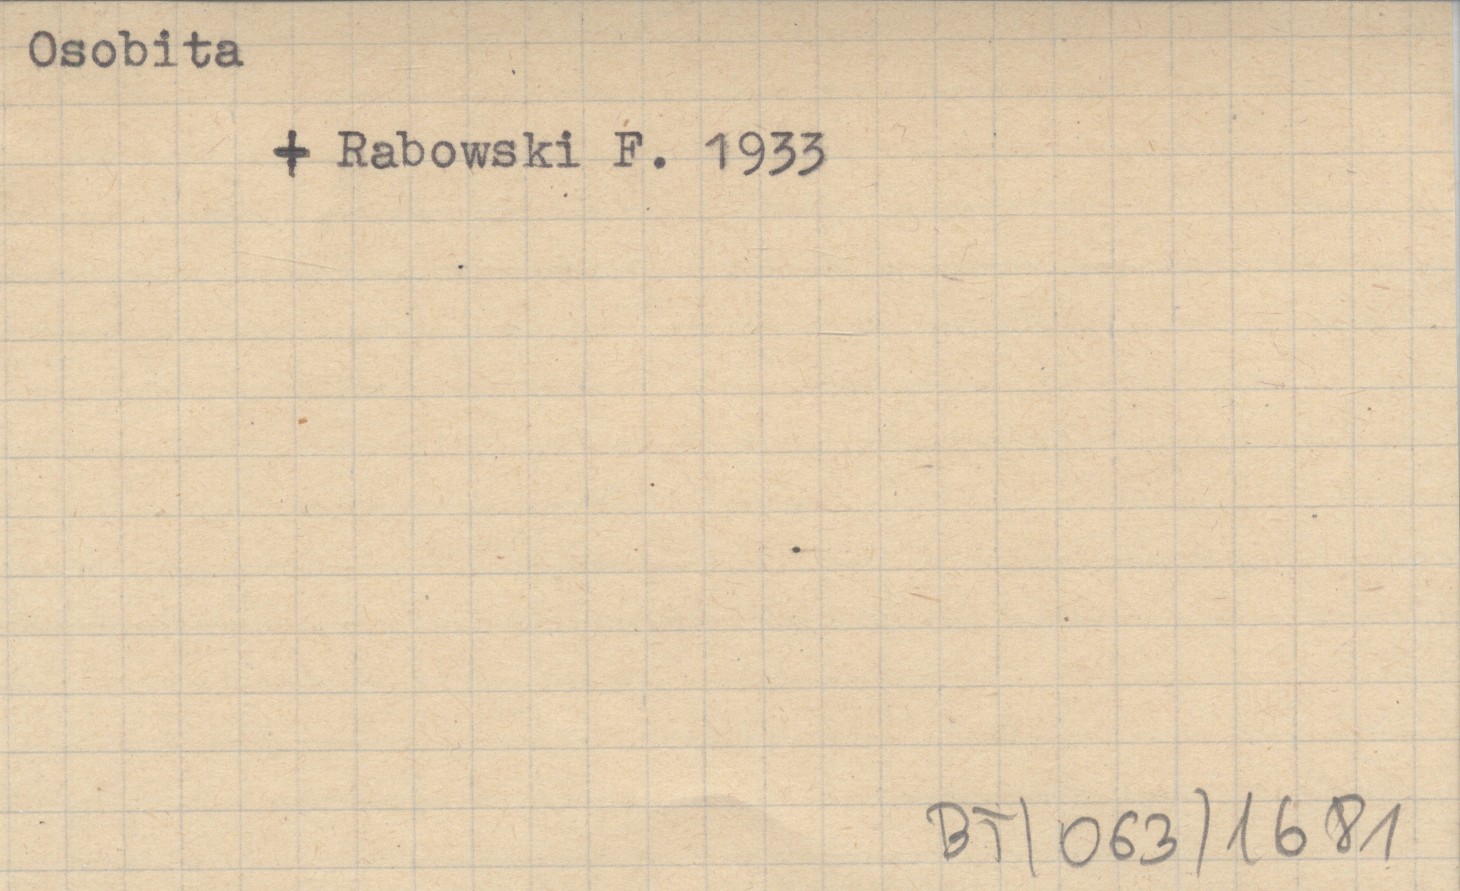 Osobita
+ Rabowski F. 1933
BT/063/1681